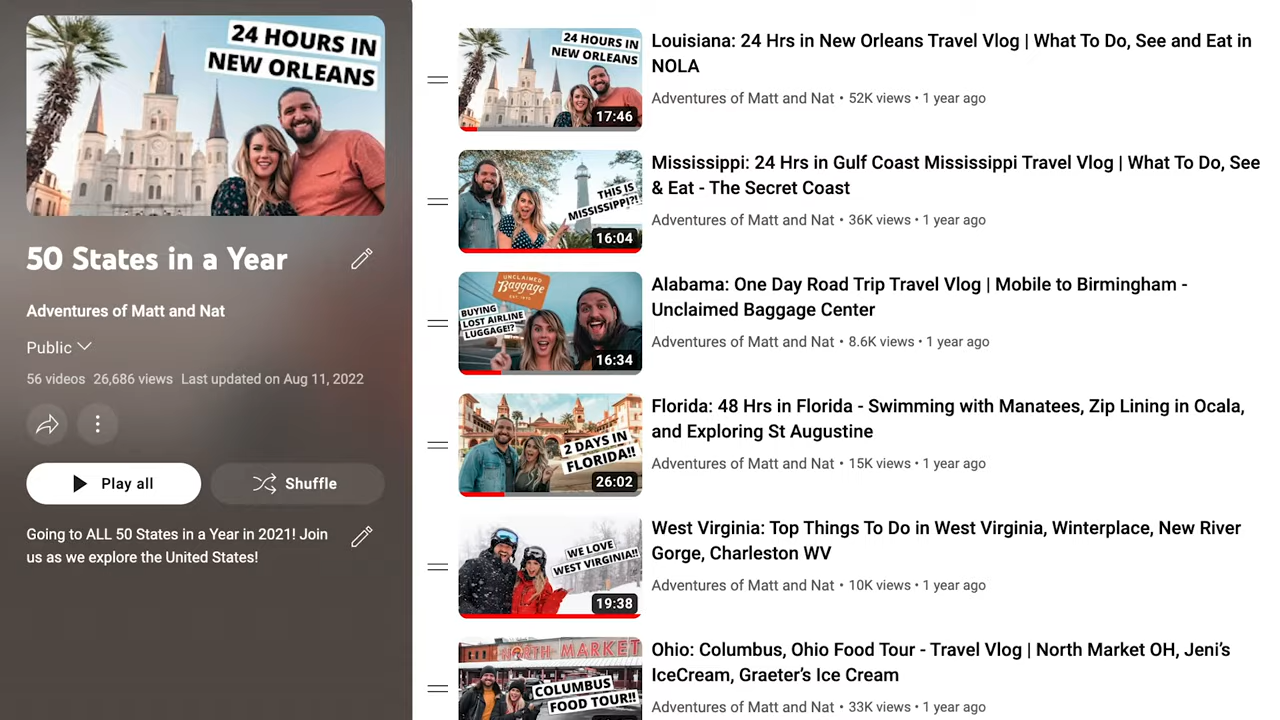 24 HOURS IN
NEW ORLEANS
50 States in a Year
Adventures of Matt and Nat
Public
56 videos 26,686 views Last updated on Aug 11, 2022
Play all
Shuffle
Going to ALL 50 States in a Year in 2021! Join
us as we explore the United States!
24 HOURS IN
NEW ORLEANS
17:46
Louisiana: 24 Hrs in New Orleans Travel Vlog | What To Do, See and Eat in
NOLA
Adventures of Matt and Nat • 52K views • 1 year ago
THIS IS
MISSISSIPPI?!
16:04
Mississippi: 24 Hrs in Gulf Coast Mississippi Travel Vlog | What To Do, See
& Eat - The Secret Coast
Adventures of Matt and Nat • 36K views • 1 year ago
UNCLAIMED
Baggage
BUYING
LOST AIRLINE
LUGGAGE!?
16:34
Alabama: One Day Road Trip Travel Vlog | Mobile to Birmingham -
Unclaimed Baggage Center
Adventures of Matt and Nat • 8.6K views • 1 year ago
2 DAYS IN
FLORIDA!!
26:02
Florida: 48 Hrs in Florida - Swimming with Manatees, Zip Lining in Ocala,
and Exploring St Augustine
Adventures of Matt and Nat • 15K views • 1 year ago
WE LOVE
WEST VIRGINIA!!
19:38
West Virginia: Top Things To Do in West Virginia, Winterplace, New River
Gorge, Charleston WV
Adventures of Matt and Nat • 10K views • 1 year ago
NORTH MARKET
COLUMBUS
FOOD TOUR!!
Ohio: Columbus, Ohio Food Tour - Travel Vlog | North Market OH, Jeni’s
IceCream, Graeter’s Ice Cream
Adventures of Matt and Nat • 33K views • 1 year ago